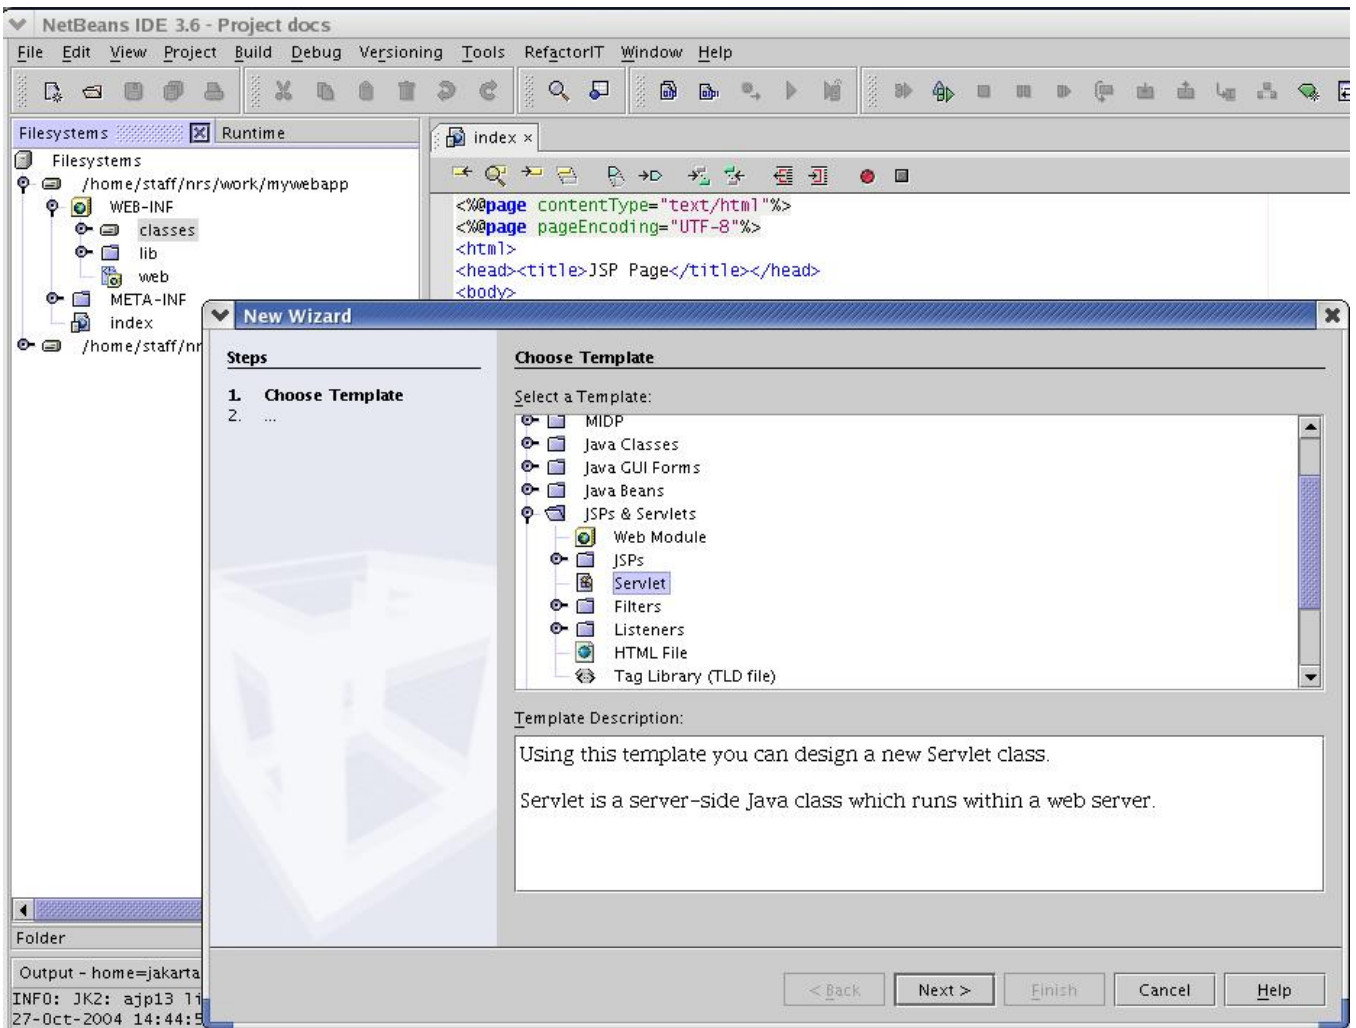 NetBeans IDE 3.6 - Project docs
File Edit View Project Build Debug Versioning Tools RefactorIT Window Help
Filesystems Runtime
index ×
Filesystems
/home/staff/nrs/work/mywebapp
WEB-INF
classes
lib
web
META-INF
index
/home/staff/nr
<%@page contentType="text/html"%>
<%@page pageEncoding="UTF-8"%>
<html>
<head><title>JSP Page</title></head>
<body>
New Wizard
Steps
1. Choose Template
2. ...
Choose Template
Select a Template:
MIDP
Java Classes
Java GUI Forms
Java Beans
JSPs & Servlets
Web Module
JSPs
Servlet
Filters
Listeners
HTML File
Tag Library (TLD file)
Template Description:
Using this template you can design a new Servlet class.
Servlet is a server-side Java class which runs within a web server.
< Back Next > Finish Cancel Help
Folder
Output - home=jakarta
INFO: JK2: ajp13 li
27-Oct-2004 14:44:5